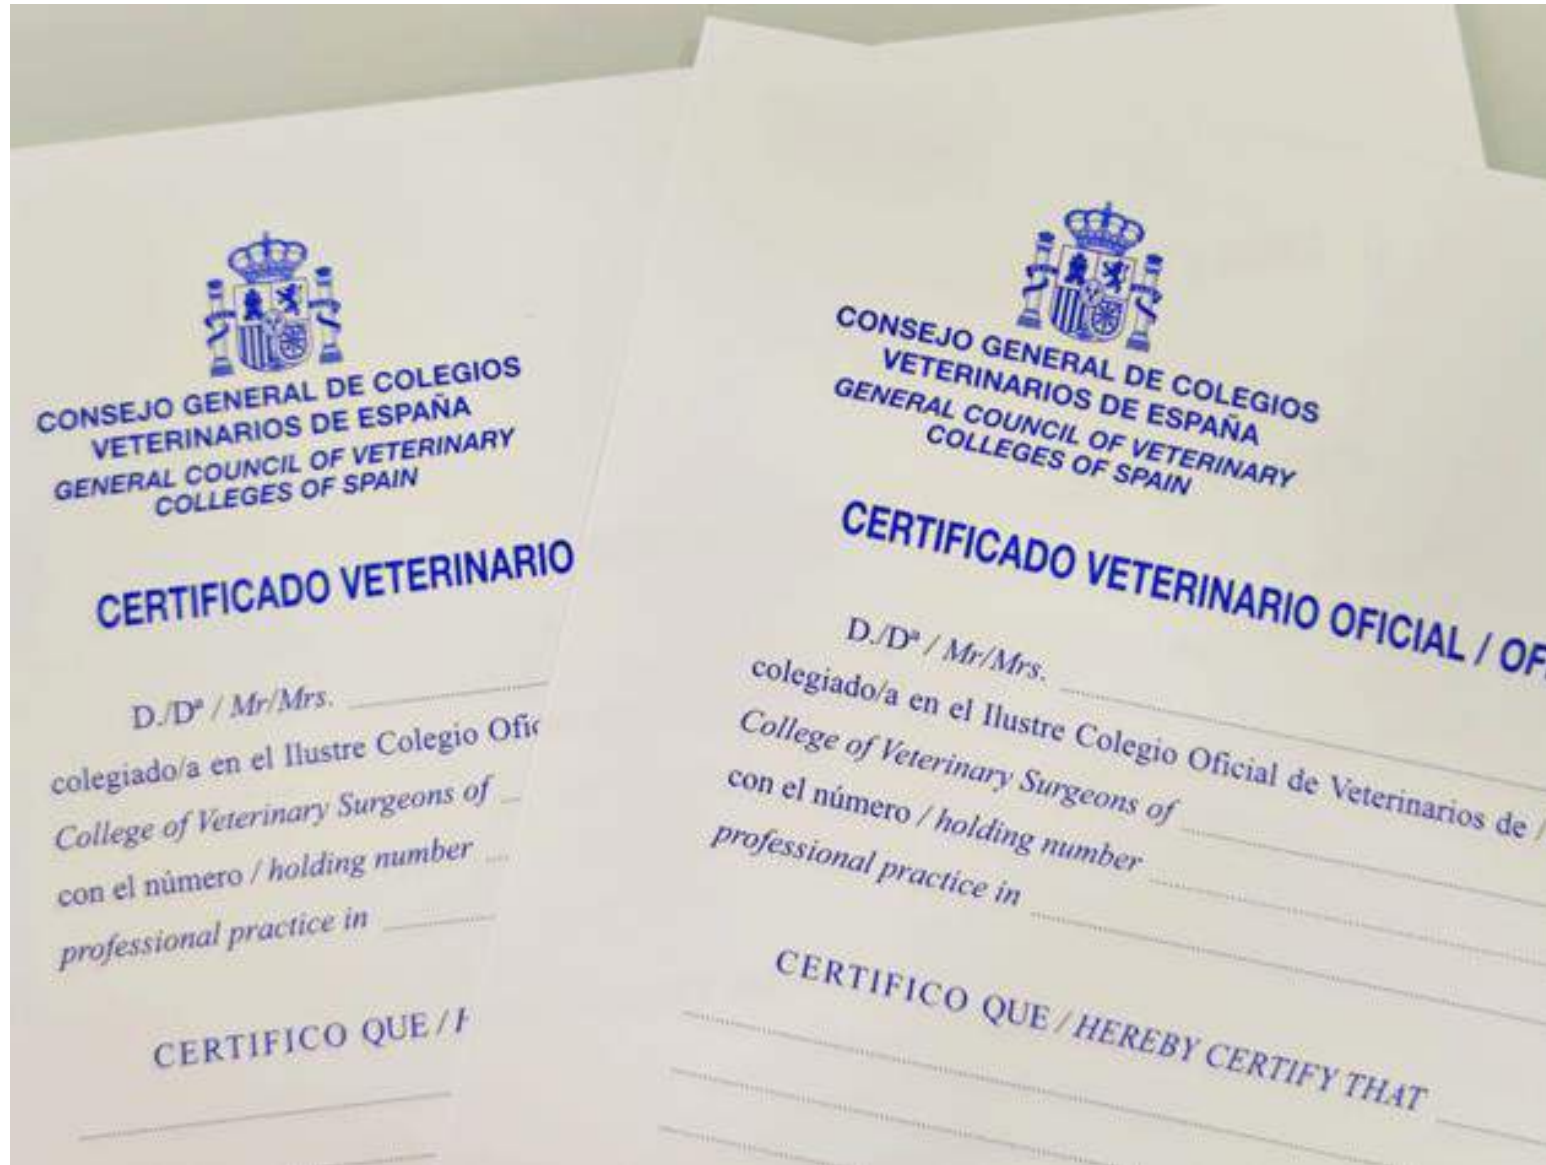 CONSEJO GENERAL DE COLEGIOS
VETERINARIOS DE ESPAÑA
GENERAL COUNCIL OF VETERINARY
COLLEGES OF SPAIN
CERTIFICADO VETERINARIO
D./Dª / Mr/Mrs.
colegiado/a en el Ilustre Colegio Ofic
College of Veterinary Surgeons of
con el número / holding number
professional practice in
CERTIFICO QUE /
CONSEJO GENERAL DE COLEGIOS
VETERINARIOS DE ESPAÑA
GENERAL COUNCIL OF VETERINARY
COLLEGES OF SPAIN
CERTIFICADO VETERINARIO OFICIAL / OF
D./Dª / Mr/Mrs.
colegiado/a en el Ilustre Colegio Oficial de Veterinarios de /
College of Veterinary Surgeons of
con el número / holding number
professional practice in
CERTIFICO QUE / HEREBY CERTIFY THAT